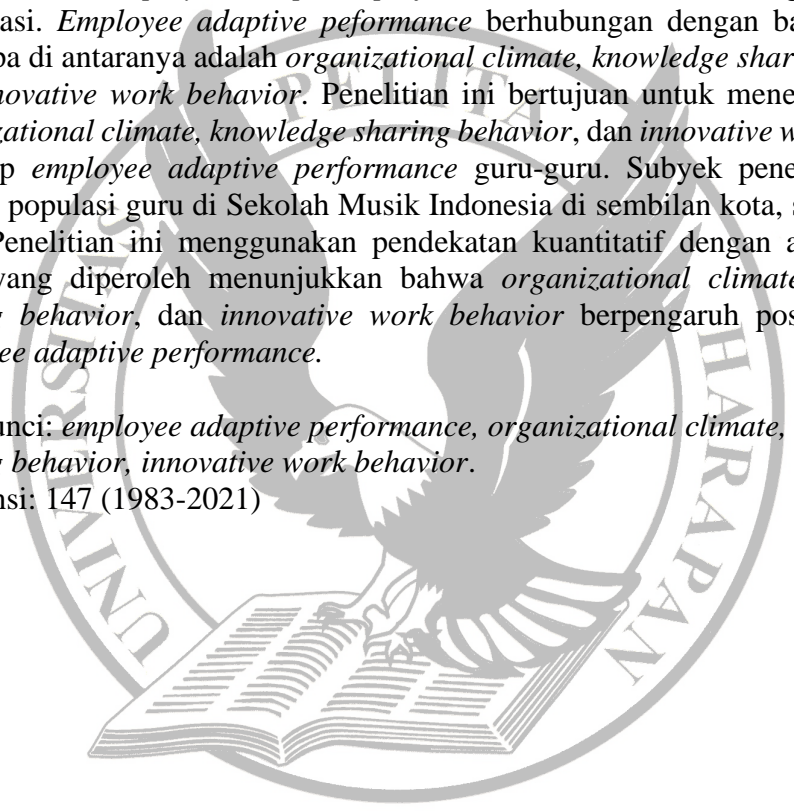 asi. Employee adaptive peformance berhubungan dengan ba
pa di antaranya adalah organizational climate, knowledge shar
novative work behavior. Penelitian ini bertujuan untuk mene
zational climate, knowledge sharing behavior, dan innovative w
p employee adaptive performance guru-guru. Subyek pene
populasi guru di Sekolah Musik Indonesia di sembilan kota, s
Penelitian ini menggunakan pendekatan kuantitatif dengan a
yang diperoleh menunjukkan bahwa organizational climate
g behavior, dan innovative work behavior berpengaruh pos
ee adaptive performance.
unci: employee adaptive performance, organizational climate,
g behavior, innovative work behavior.
nsi: 147 (1983-2021)
UNIVERSITAS PELITA HARAPAN